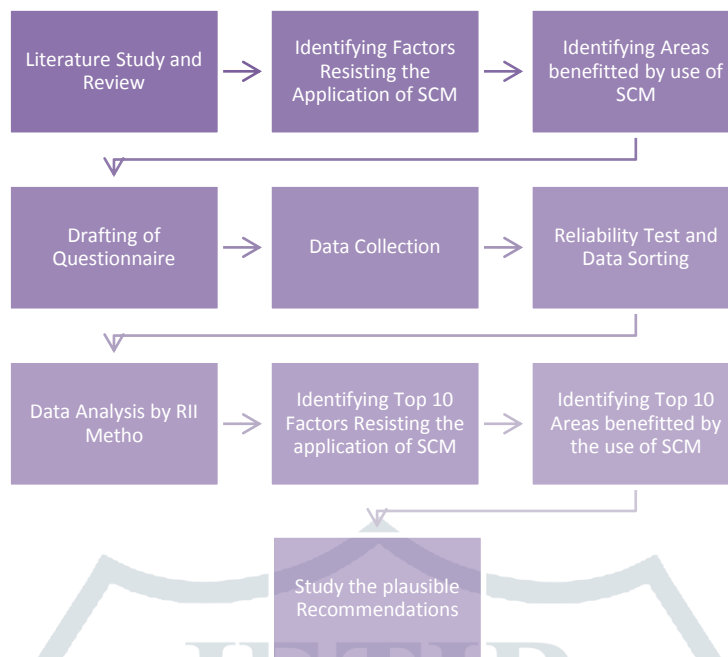 Literature Study and
Review
Identifying Factors
Resisting the
Application of SCM
Identifying Areas
benefitted by use of
SCM
Drafting of
Questionnaire
Data Collection
Reliability Test and
Data Sorting
Data Analysis by RII
Metho
Identifying Top 10
Factors Resisting the
application of SCM
Identifying Top 10
Areas benefitted by
the use of SCM
Study the plausible
Recommendations